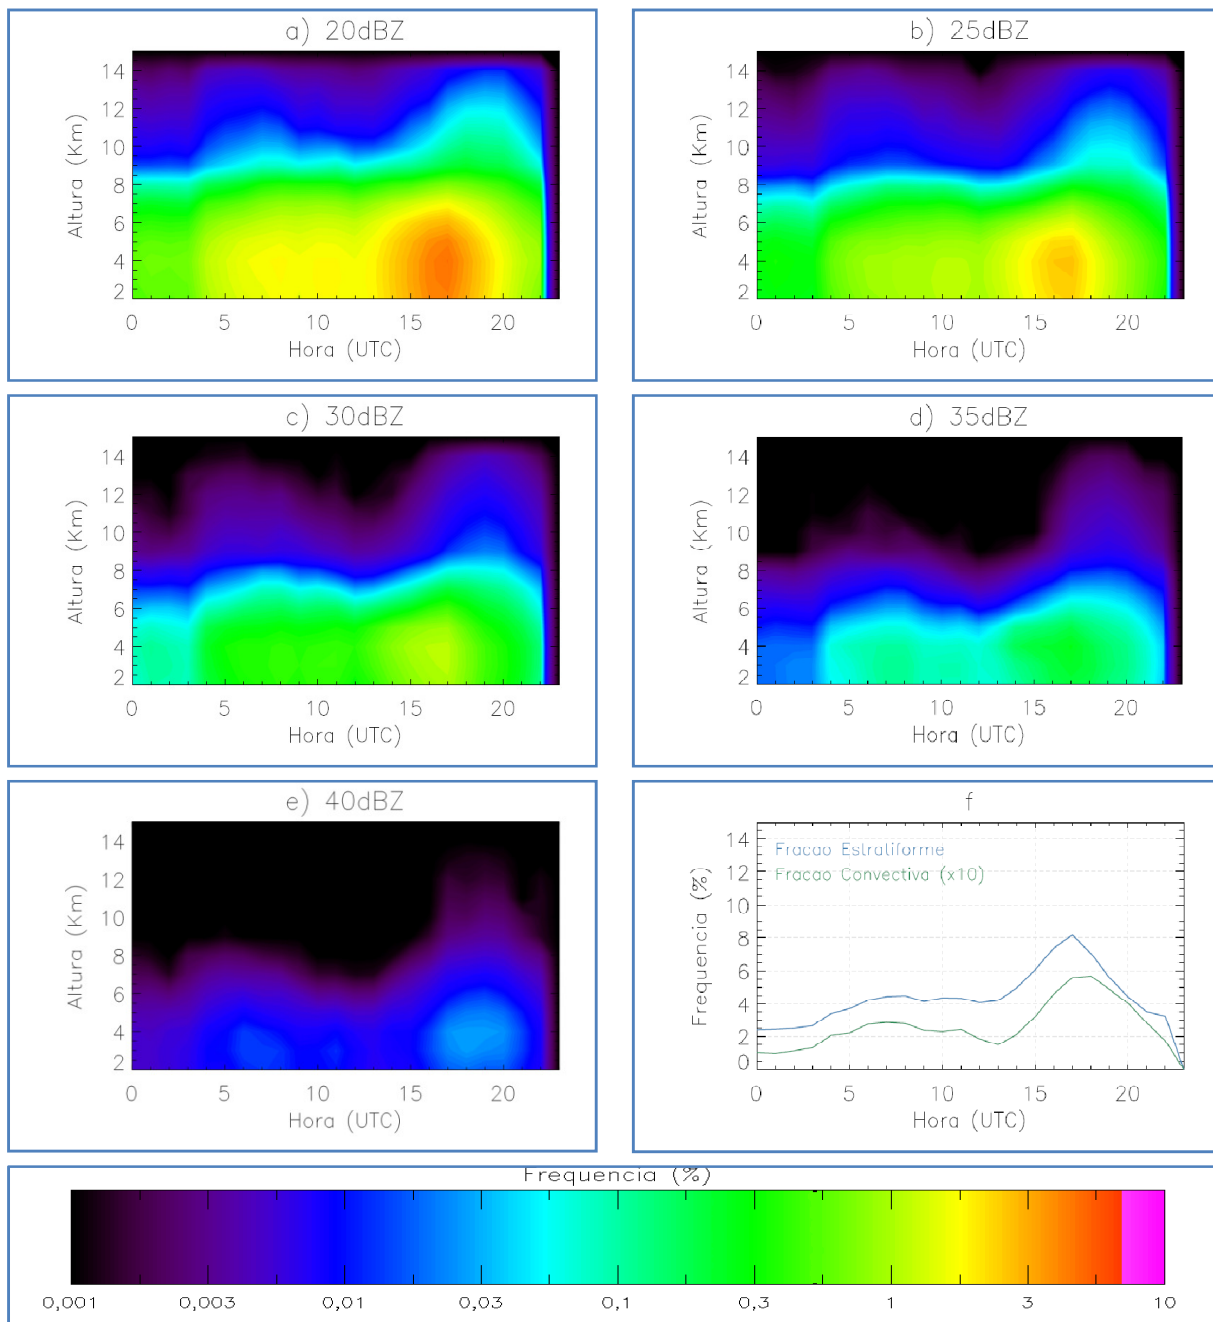 a) 20dBZ
14
12
10
8
6
4
2
Altura (Km)
0 5 10 15 20
Hora (UTC)
b) 25dBZ
14
12
10
8
6
4
2
Altura (Km)
0 5 10 15 20
Hora (UTC)
c) 30dBZ
14
12
10
8
6
4
2
Altura (Km)
0 5 10 15 20
Hora (UTC)
d) 35dBZ
14
12
10
8
6
4
2
Altura (Km)
0 5 10 15 20
Hora (UTC)
e) 40dBZ
14
12
10
8
6
4
2
Altura (Km)
0 5 10 15 20
Hora (UTC)
f
14
12
10
8
6
4
2
0
Frequencia (%)
Fracao Estratiforme
Fracao Convectiva (x10)
0 5 10 15 20
Hora (UTC)
Frequencia (%)
0,001 0,003 0,01 0,03 0,1 0,3 1 3 10